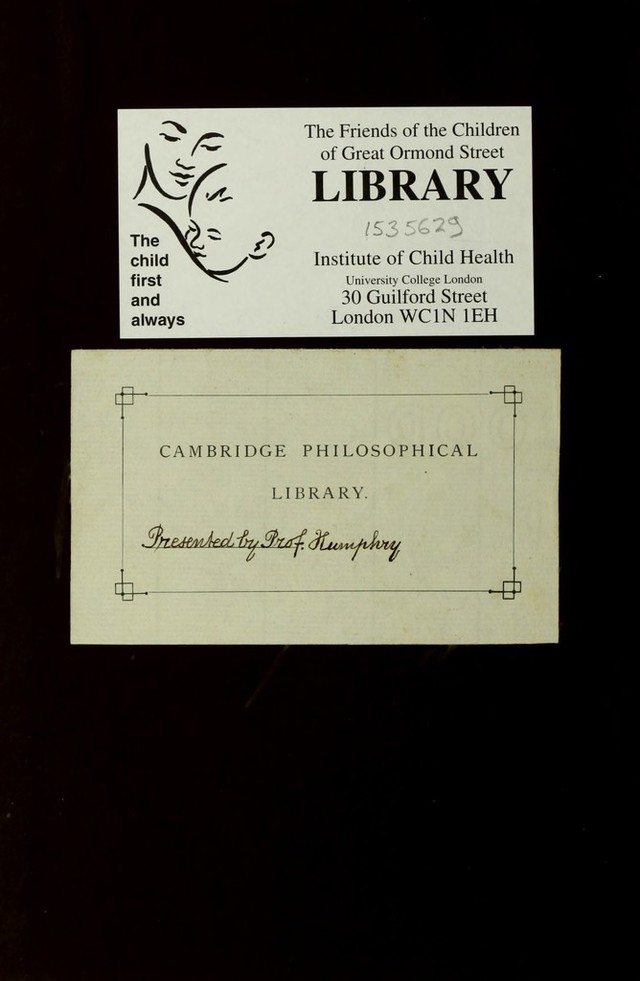 The Friends of the Children
of Great Ormond Street
LIBRARY
1535629
Institute of Child Health
University College London
30 Guilford Street
London WC1N 1EH
The
child
first
and
always
CAMBRIDGE PHILOSOPHICAL
LIBRARY.
Presented by Prof. Humphry